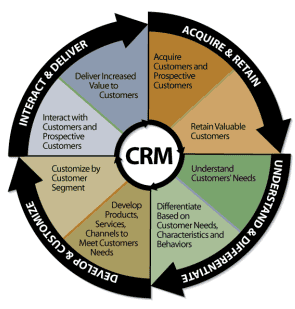 INTERACT & DELIVER
ACQUIRE & RETAIN
Deliver Increased
Value to
Customers
Acquire
Customers and
Prospective
Customers
Interact with
Customers and
Prospective
Customers
Retain Valuable
Customers
CRM
Customize by
Customer
Segment
Understand
Customers' Needs
Develop
Products,
Services,
Channels to
Meet Customers
Needs
Differentiate
Based on
Customer Needs,
Characteristics and
Behaviors
DEVELOP & CUSTOMIZE
UNDERSTAND & DIFFERENTIATE